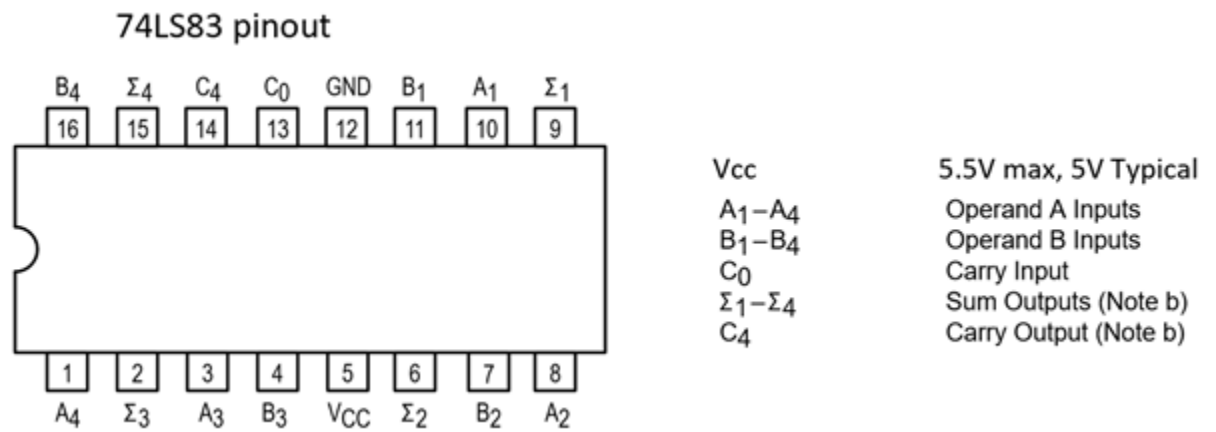 74LS83 pinout
B4 Σ4 C4 C0 GND B1 A1 Σ1
16 15 14 13 12 11 10 9
1 2 3 4 5 6 7 8
A4 Σ3 A3 B3 VCC Σ2 B2 A2
Vcc 5.5V max, 5V Typical
A1–A4 Operand A Inputs
B1–B4 Operand B Inputs
C0 Carry Input
Σ1–Σ4 Sum Outputs (Note b)
C4 Carry Output (Note b)